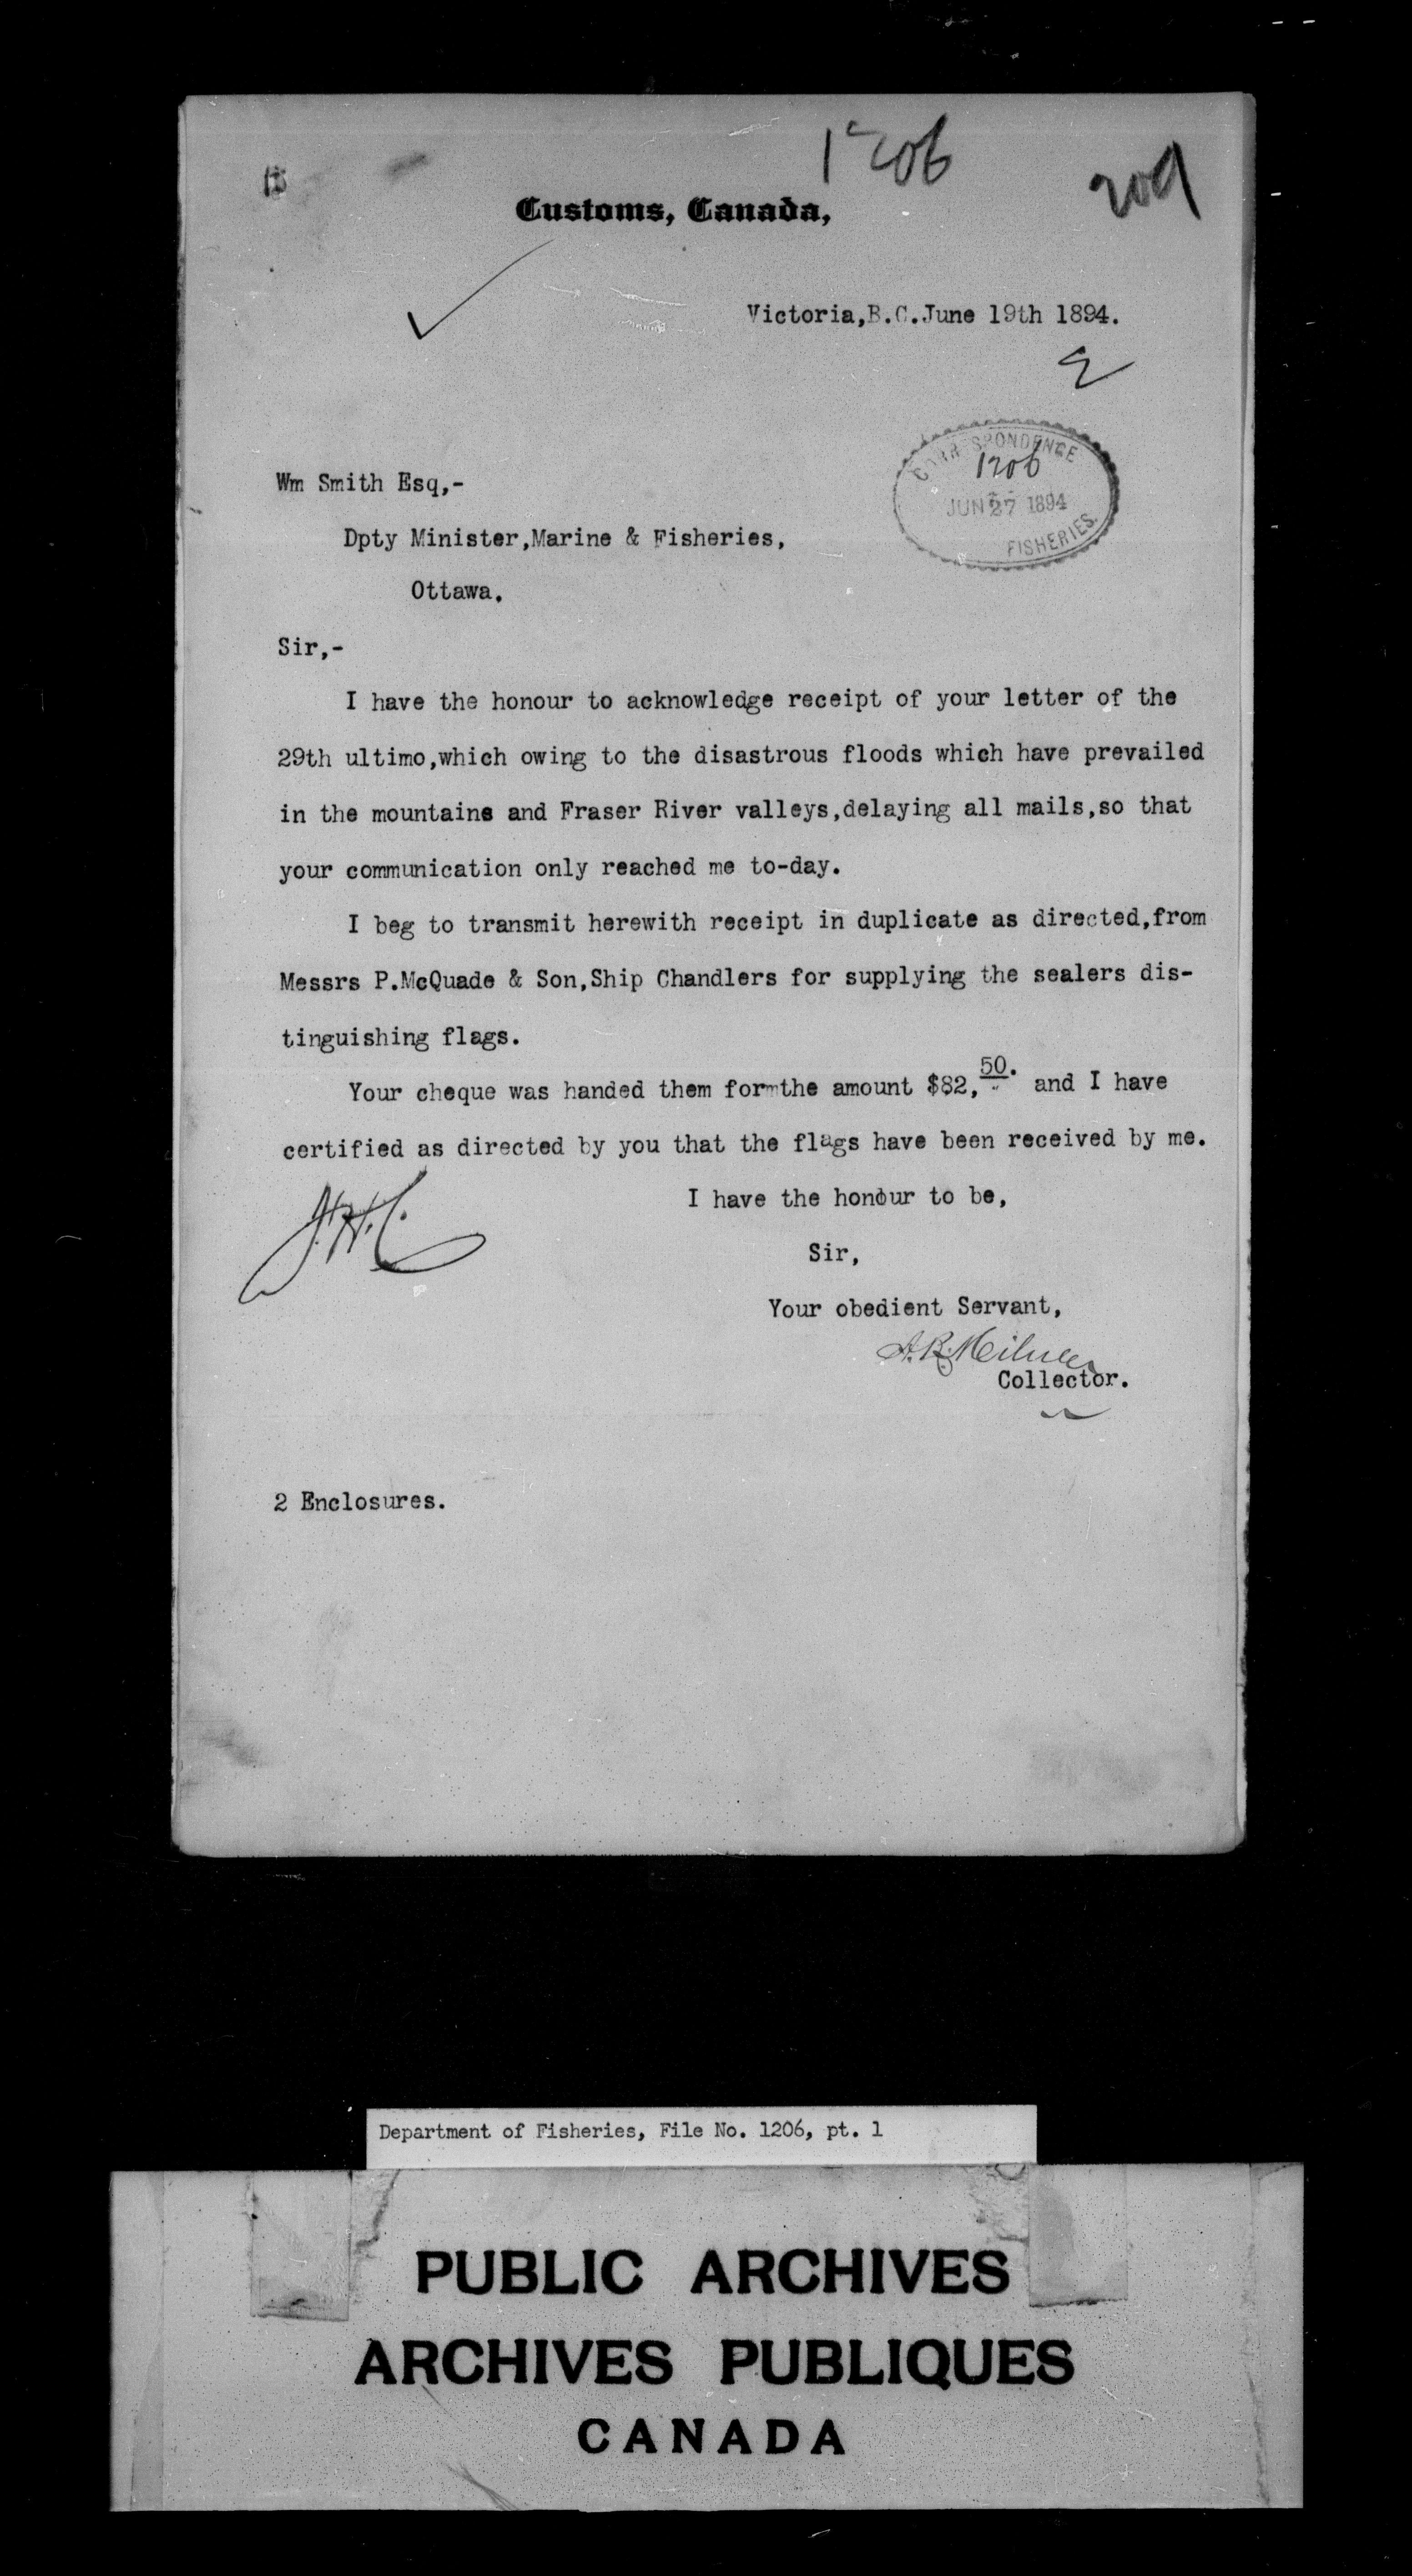 1206
209
Customs, Canada,
Victoria,B.C.June 19th 1894.
CORRESPONDENCE
1206
JUN 27 1894
FISHERIES.
Wm Smith Esq,-
Dpty Minister,Marine & Fisheries,
Ottawa.
Sir,-
I have the honour to acknowledge receipt of your letter of the
29th ultimo,which owing to the disastrous floods which have prevailed
in the mountains and Fraser River valleys,delaying all mails,so that
your communication only reached me to-day.
I beg to transmit herewith receipt in duplicate as directed,from
Messrs P.McQuade & Son,Ship Chandlers for supplying the sealers dis-
tinguishing flags.
Your cheque was handed them for the amount $82,50. and I have
certified as directed by you that the flags have been received by me.
I have the honour to be,
Sir,
Your obedient Servant,
A.R.Milne
Collector.
2 Enclosures.
Department of Fisheries, File No. 1206, pt. 1
PUBLIC ARCHIVES
ARCHIVES PUBLIQUES
CANADA